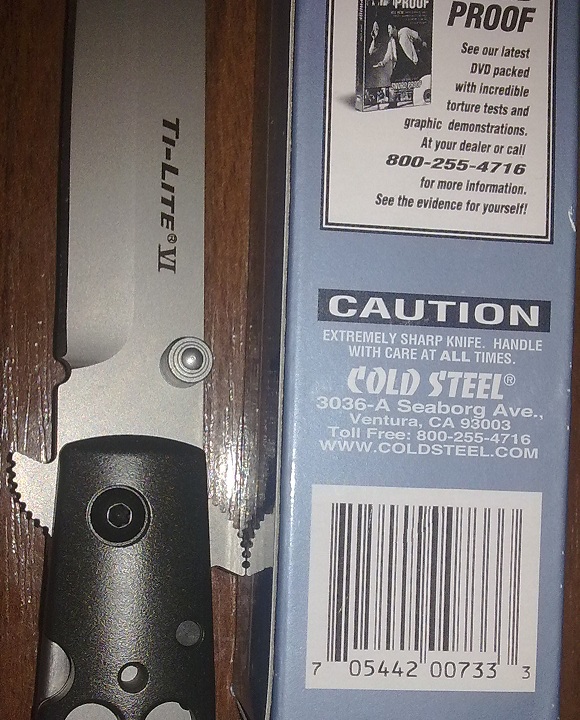 TI-LITE® VI
PROOF
PROOF
See our latest
DVD packed
with incredible
torture tests and
graphic demonstrations.
At your dealer or call
800-255-4716
for more information.
See the evidence for yourself!
CAUTION
EXTREMELY SHARP KNIFE. HANDLE
WITH CARE AT ALL TIMES.
COLD STEEL®
3036-A Seaborg Ave.,
Ventura, CA 93003
Toll Free: 800-255-4716
WWW.COLDSTEEL.COM
7 05442 00733 3